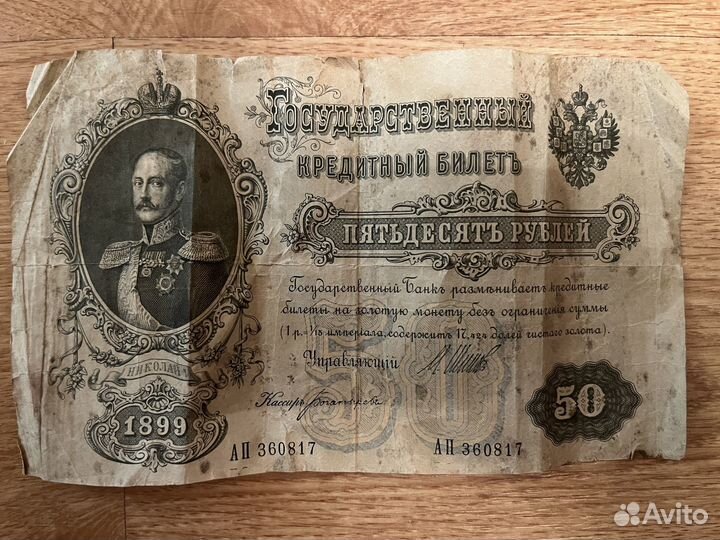 Государственный
кредитный билетъ
пятьдесятъ рублей
Государственный Банкъ размѣниваетъ кредитные
билеты на золотую монету безъ ограниченія суммы
(1 р.= 1/15 имперіала, содержитъ 17,424 долей чистаго золота).
Управляющій
Кассиръ
НИКОЛАЙ I
1899
50
50
АП 360817
АП 360817
Avito